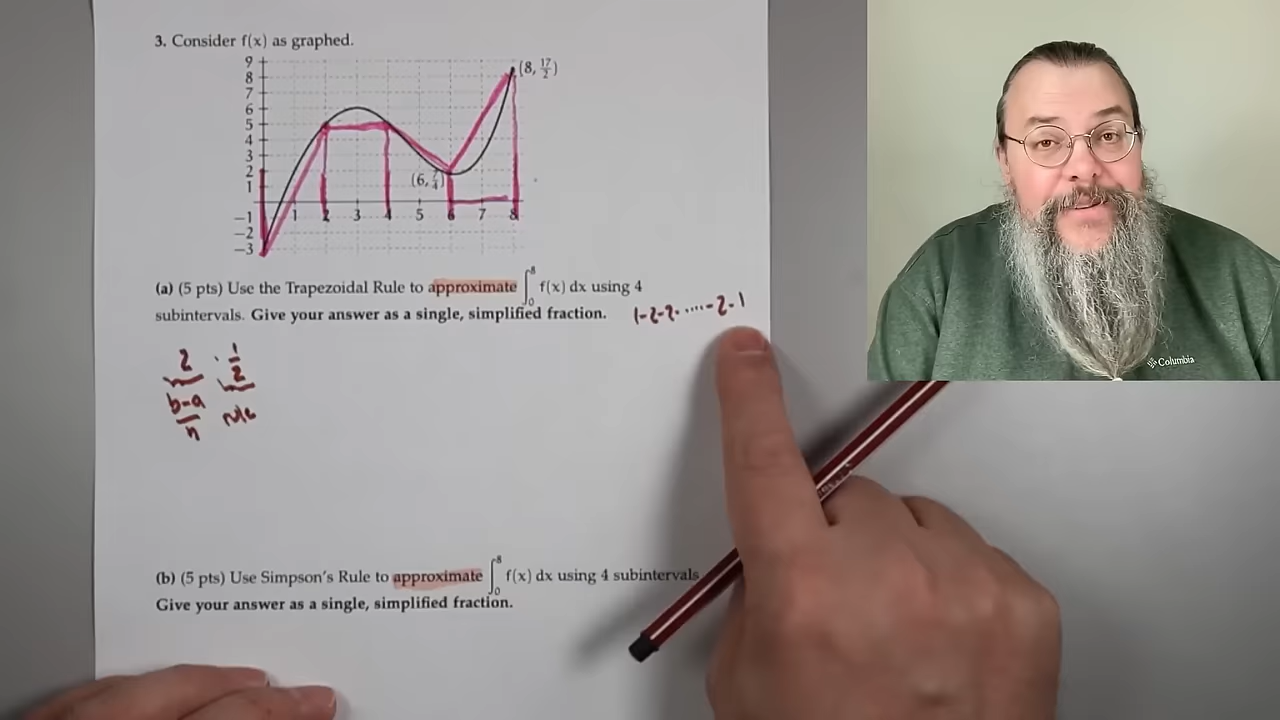 3. Consider f(x) as graphed.
9
8
7
6
5
4
3
2
1
−1
−2
−3
1 2 3 4 5 6 7 8
(8, 17/2)
(6, 7/4)
(a) (5 pts) Use the Trapezoidal Rule to approximate ∫₀⁸ f(x) dx using 4
subintervals. Give your answer as a single, simplified fraction.
1-2-2-....-2-1
2 · 1/2
b-a/n rule
(b) (5 pts) Use Simpson's Rule to approximate ∫₀⁸ f(x) dx using 4 subintervals
Give your answer as a single, simplified fraction.
Columbia